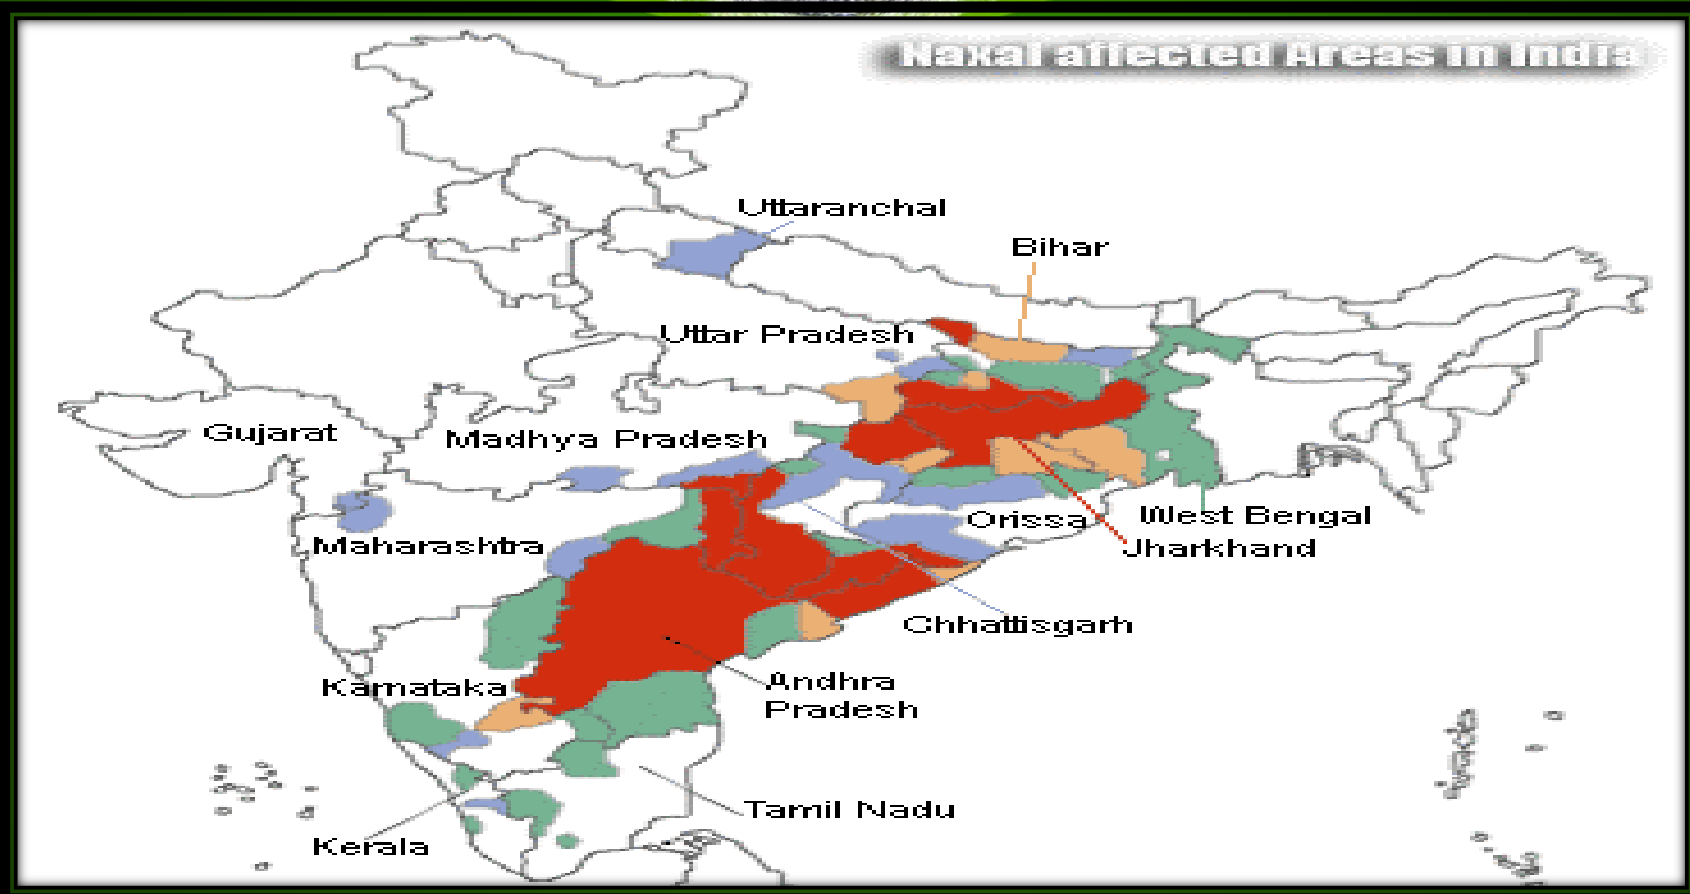 Naxal affected Areas in India
Uttaranchal
Bihar
Uttar Pradesh
Gujarat
Madhya Pradesh
Orissa
West Bengal
Maharashtra
Jharkhand
Chhattisgarh
Karnataka
Andhra
Pradesh
Tamil Nadu
Kerala